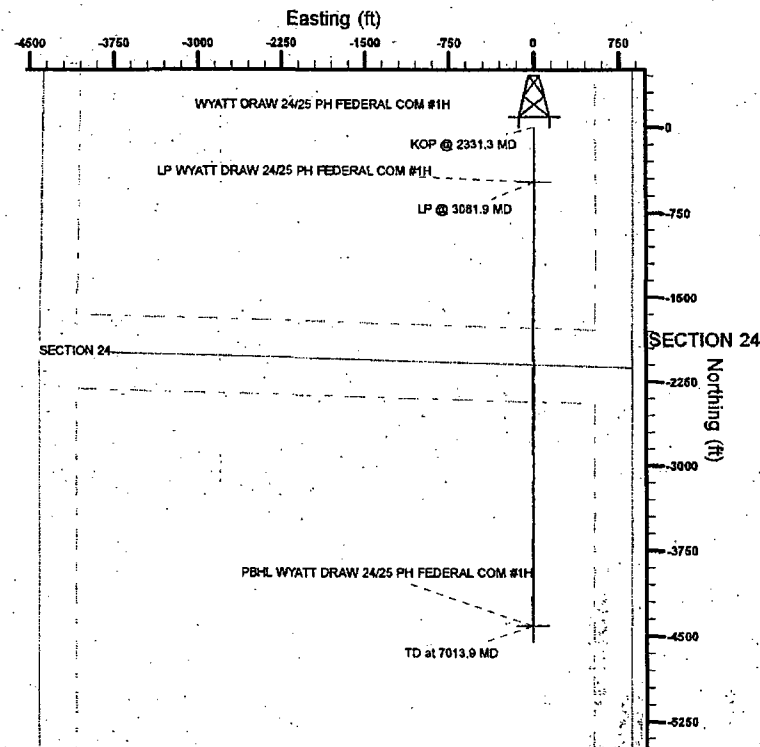 Easting (ft)
-4500 -3750 -3000 -2250 -1500 -750 0 750
WYATT DRAW 24/25 PH FEDERAL COM #1H
0
KOP @ 2331.3 MD
LP WYATT DRAW 24/25 PH FEDERAL COM #1H
LP @ 3081.9 MD
-750
-1500
SECTION 24
SECTION 24
-2250
Northing (ft)
-3000
-3750
PBHL WYATT DRAW 24/25 PH FEDERAL COM #1H
-4500
TD at 7013.9 MD
-5250